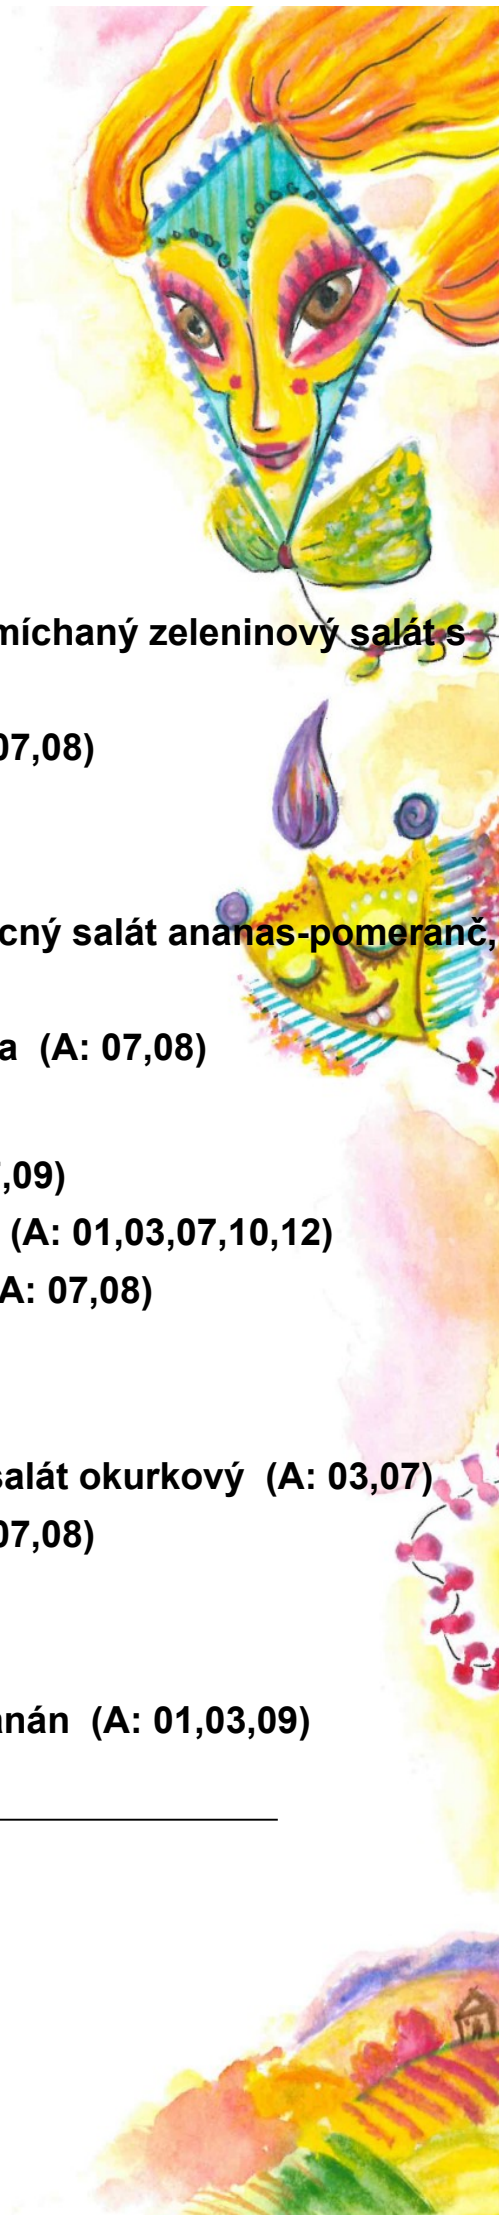 míchaný zeleninový salát s
07,08)
cný salát ananas-pomeranč,
a (A: 07,08)
,09)
(A: 01,03,07,10,12)
A: 07,08)
salát okurkový (A: 03,07)
07,08)
anán (A: 01,03,09)